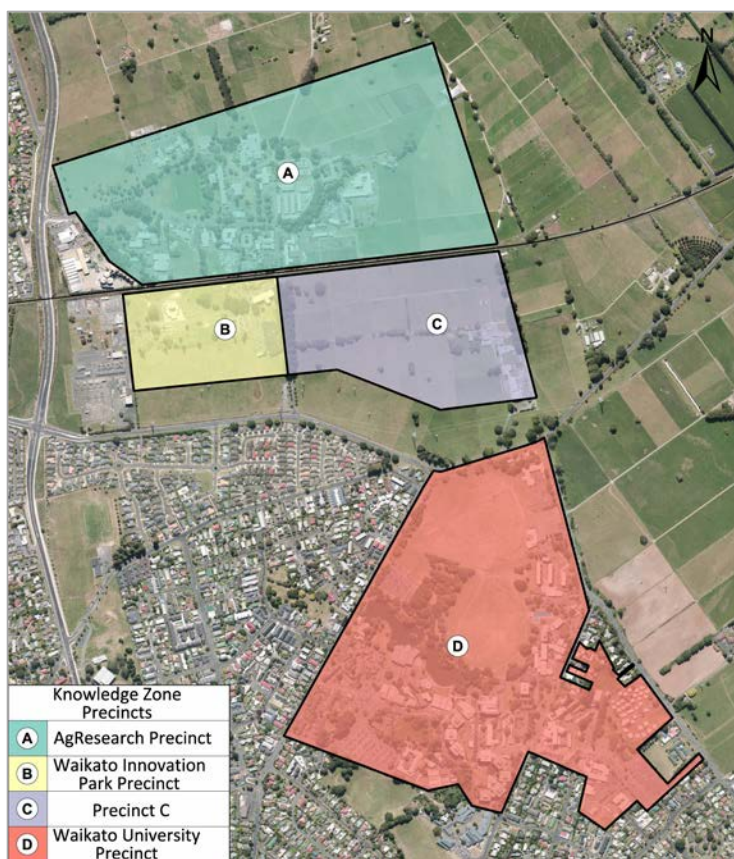 N
A
B
C
D
Knowledge Zone
Precincts
A AgResearch Precinct
B Waikato Innovation
Park Precinct
C Precinct C
D Waikato University
Precinct